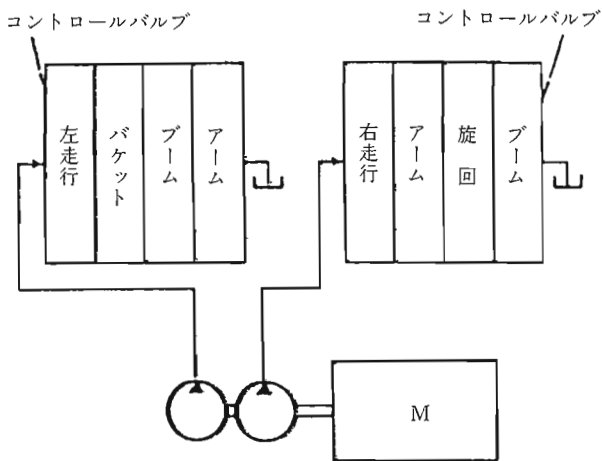 コントロールバルブ
コントロールバルブ
左走行
バケット
ブーム
アーム
右走行
アーム
旋回
ブーム
M